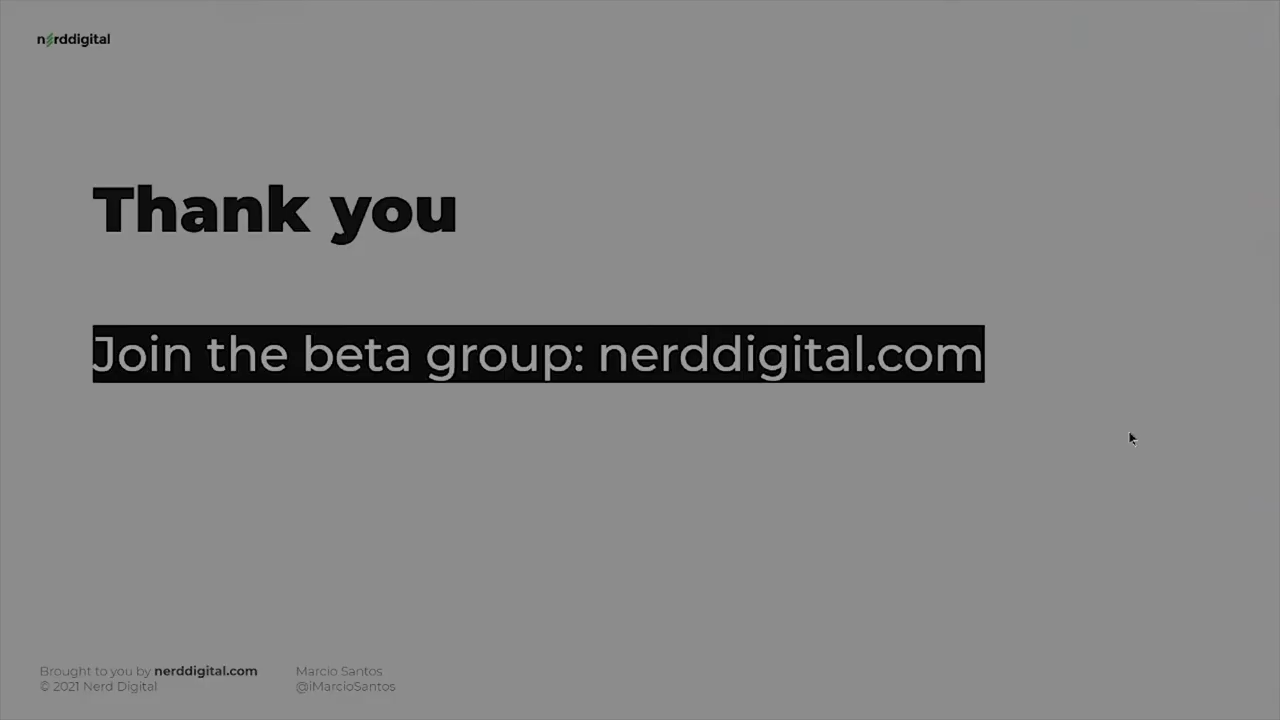 nerddigital
Thank you
Join the beta group: nerddigital.com
Brought to you by nerddigital.com
© 2021 Nerd Digital
Marcio Santos
@iMarcioSantos